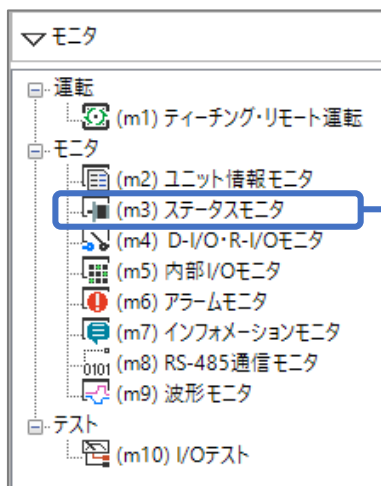 ▽モニタ
運転
(m1) ティーチング・リモート運転
モニタ
(m2) ユニット情報モニタ
(m3) ステータスモニタ
(m4) D-I/O・R-I/Oモニタ
(m5) 内部I/Oモニタ
(m6) アラームモニタ
(m7) インフォメーションモニタ
0101 (m8) RS-485通信モニタ
(m9) 波形モニタ
テスト
(m10) I/Oテスト